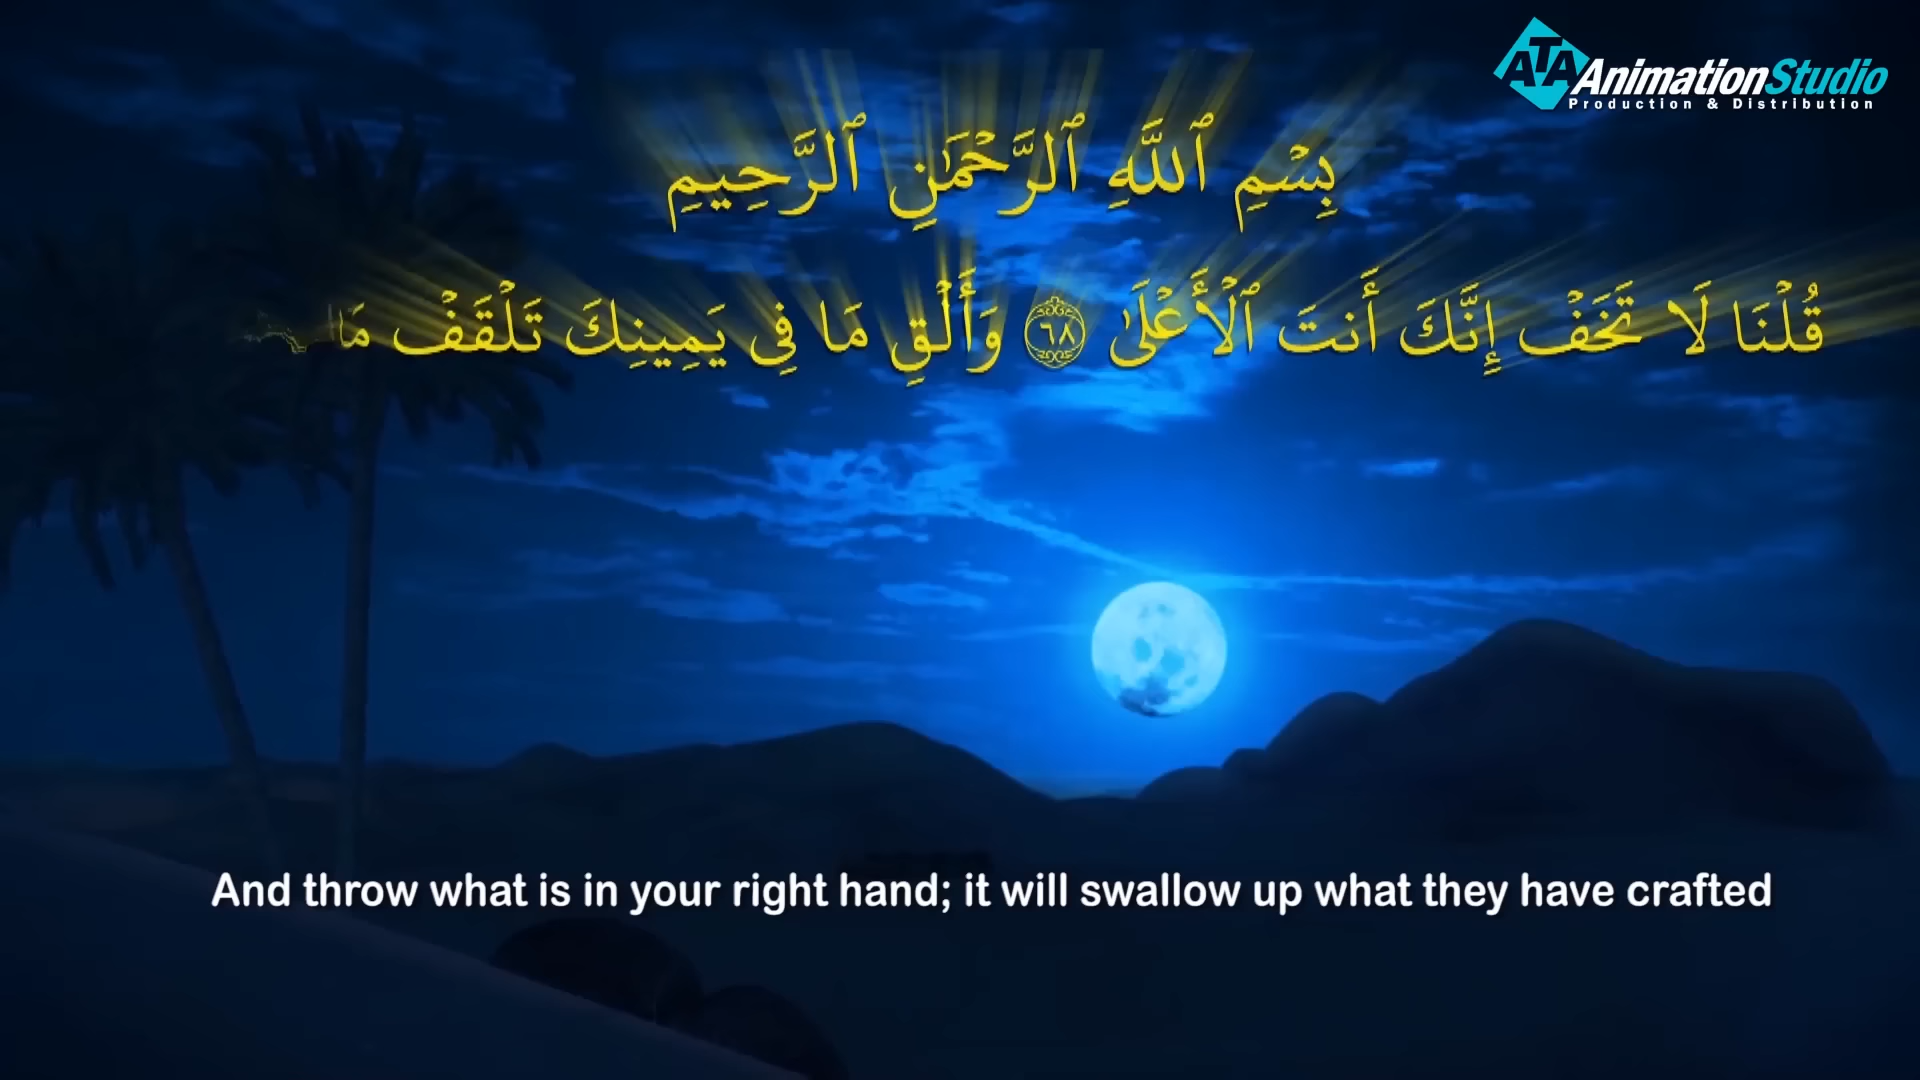 ATA AnimationStudio
Production & Distribution
بِسْمِ ٱللَّهِ ٱلرَّحْمَٰنِ ٱلرَّحِيمِ
قُلْنَا لَا تَخَفْ إِنَّكَ أَنتَ ٱلْأَعْلَىٰ ٦٨ وَأَلْقِ مَا فِي يَمِينِكَ تَلْقَفْ مَا
And throw what is in your right hand; it will swallow up what they have crafted